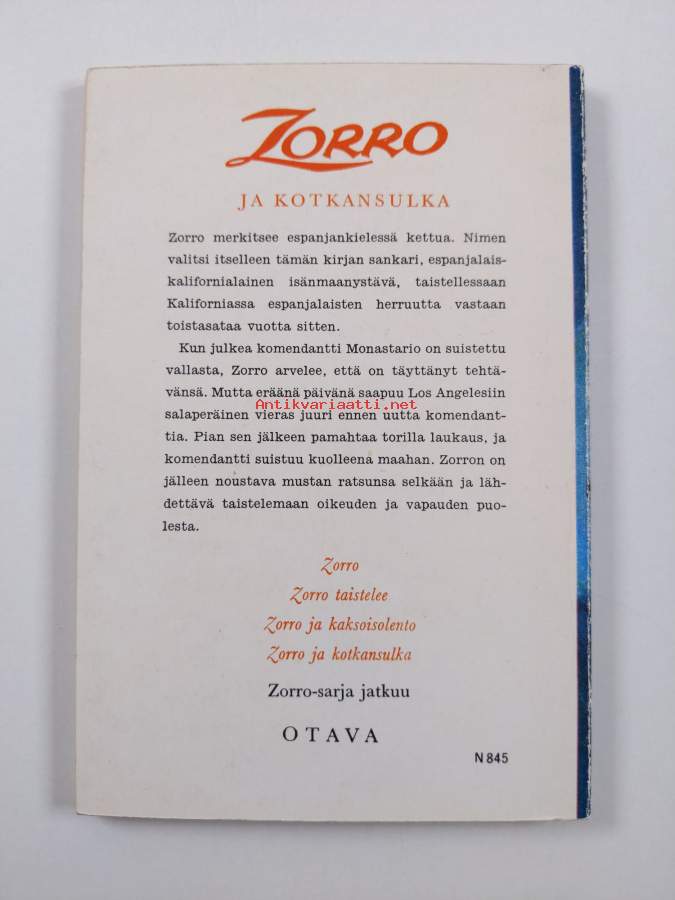 ZORRO
JA KOTKANSULKA
Zorro merkitsee espanjankielessä kettua. Nimen
valitsi itselleen tämän kirjan sankari, espanjalais-
kalifornialainen isänmaanystävä, taistellessaan
Kaliforniassa espanjalaisten herruutta vastaan
toistasataa vuotta sitten.
Kun julkea komendantti Monastario on suistettu
vallasta, Zorro arvelee, että on täyttänyt tehtä-
vänsä. Mutta eräänä päivänä saapuu Los Angelesiin
Antikvariaatti.net
salaperäinen vieras juuri ennen uutta komendant-
tia. Pian sen jälkeen pamahtaa torilla laukaus, ja
komendantti suistuu kuolleena maahan. Zorron on
jälleen noustava mustan ratsunsa selkään ja läh-
dettävä taistelemaan oikeuden ja vapauden puo-
lesta.
Zorro
Zorro taistelee
Zorro ja kaksoisolento
Zorro ja kotkansulka
Zorro-sarja jatkuu
OTAVA
N 845